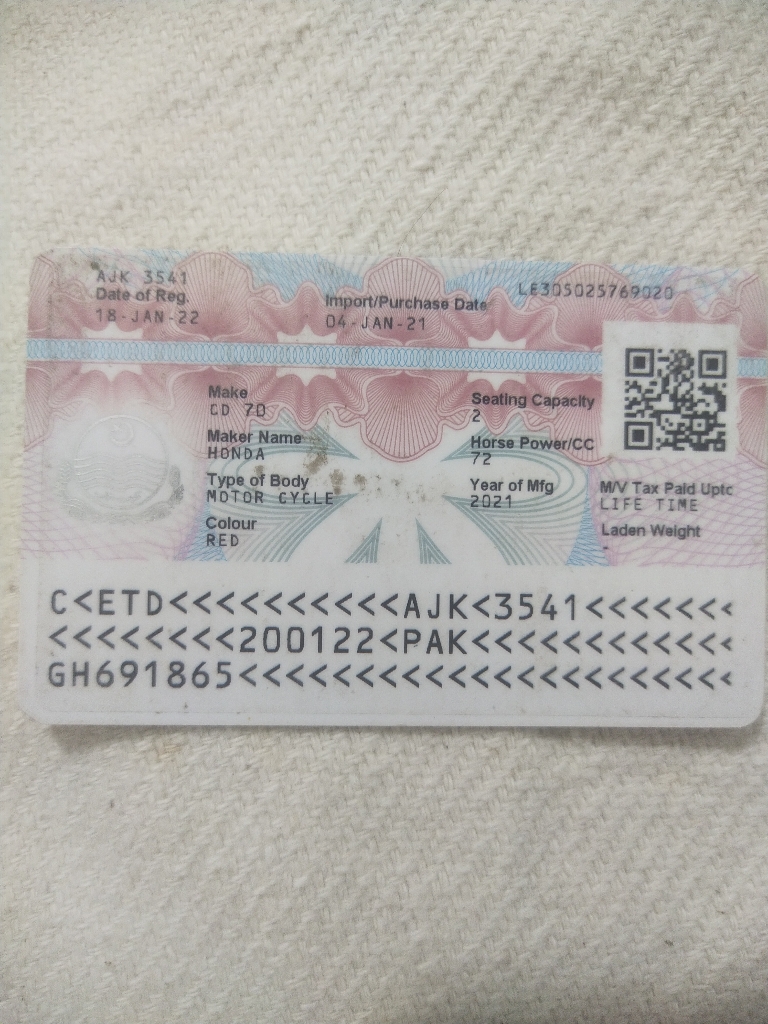 AJK 3541
LE305025769020
Date of Reg.
Import/Purchase Date
18-JAN-22
04-JAN-21
Make
Seating Capacity
CD 70
2
Maker Name
Horse Power/CC
HONDA
72
Type of Body
Year of Mfg
M/V Tax Paid Upto
MOTOR CYCLE
2021
LIFE TIME
Colour
Laden Weight
RED
-
C<ETD<<<<<<<<<<AJK<3541<<<<<<<
<<<<<<<<200122<PAK<<<<<<<<<<<<
GH691865<<<<<<<<<<<<<<<<<<<<<<